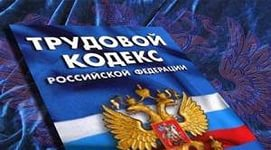 ТРУДОВОЙ
КОДЕКС
РОССИЙСКОЙ ФЕДЕРАЦИИ